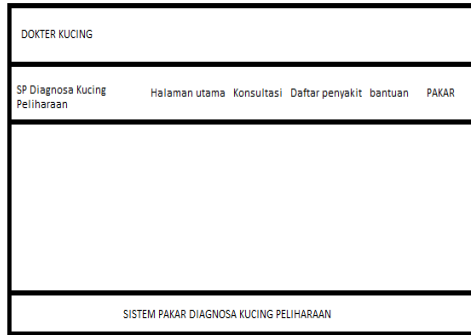 DOKTER KUCING
SP Diagnosa Kucing
Peliharaan
Halaman utama Konsultasi Daftar penyakit bantuan PAKAR
SISTEM PAKAR DIAGNOSA KUCING PELIHARAAN